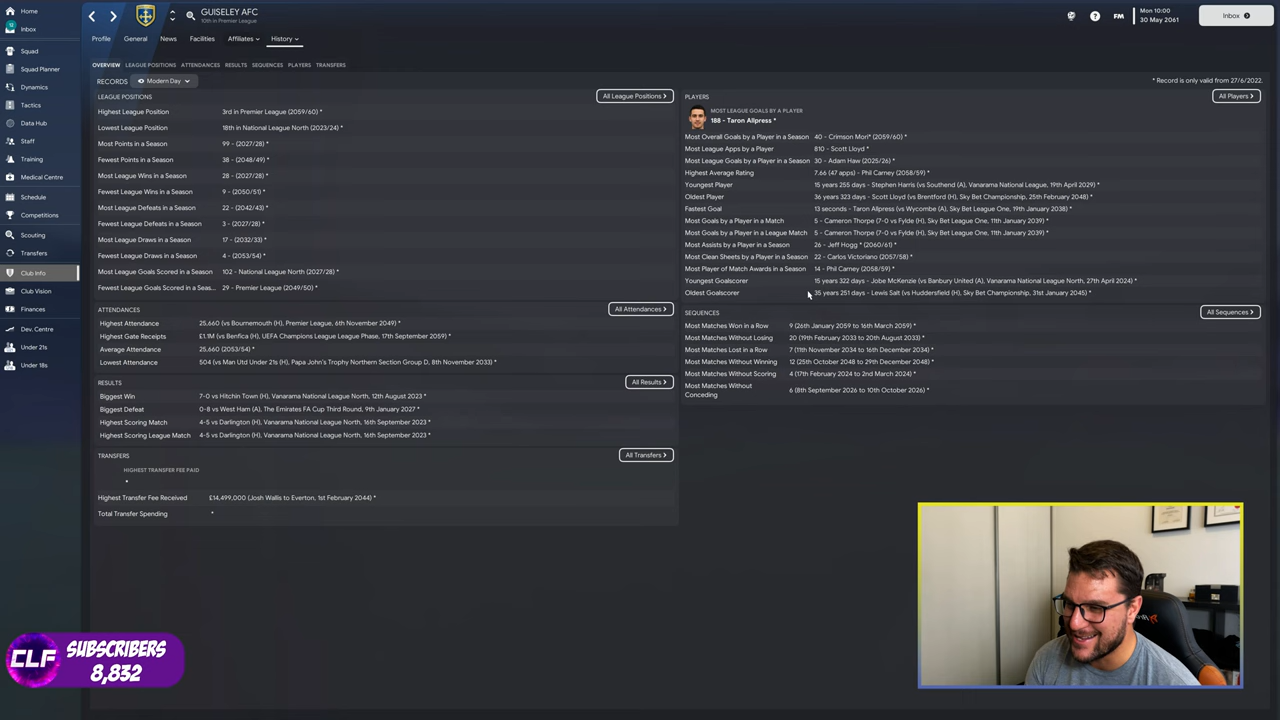 Home
Inbox
12
Squad
Squad Planner
Dynamics
Tactics
Data Hub
Staff
Training
Medical Centre
Schedule
Competitions
Scouting
Transfers
Club Info
Club Vision
Finances
Dev. Centre
Under 21s
Under 18s
GUISELEY AFC
10th in Premier League
? FM Mon 10:00
30 May 2061
Inbox
Profile General News Facilities Affiliates History
OVERVIEW LEAGUE POSITIONS ATTENDANCES RESULTS SEQUENCES PLAYERS TRANSFERS
RECORDS Modern Day
* Record is only valid from 27/6/2022.
LEAGUE POSITIONS All League Positions >
Highest League Position 3rd in Premier League (2059/60) *
Lowest League Position 18th in National League North (2023/24) *
Most Points in a Season 99 - (2027/28) *
Fewest Points in a Season 38 - (2048/49) *
Most League Wins in a Season 28 - (2027/28) *
Fewest League Wins in a Season 9 - (2050/51) *
Most League Defeats in a Season 22 - (2042/43) *
Fewest League Defeats in a Season 3 - (2027/28) *
Most League Draws in a Season 17 - (2032/33) *
Fewest League Draws in a Season 4 - (2053/54) *
Most League Goals Scored in a Season 102 - National League North (2027/28) *
Fewest League Goals Scored in a Seas... 29 - Premier League (2049/50) *
ATTENDANCES All Attendances >
Highest Attendance 25,660 (vs Bournemouth (H), Premier League, 6th November 2049) *
Highest Gate Receipts £1.1M (vs Benfica (H), UEFA Champions League League Phase, 17th September 2059) *
Average Attendance 25,660 (2053/54) *
Lowest Attendance 504 (vs Man Utd Under 21s (H), Papa John's Trophy Northern Section Group D, 8th November 2033) *
RESULTS All Results >
Biggest Win 7-0 vs Hitchin Town (H), Vanarama National League North, 12th August 2023 *
Biggest Defeat 0-8 vs West Ham (A), The Emirates FA Cup Third Round, 9th January 2027 *
Highest Scoring Match 4-5 vs Darlington (H), Vanarama National League North, 16th September 2023 *
Highest Scoring League Match 4-5 vs Darlington (H), Vanarama National League North, 16th September 2023 *
TRANSFERS All Transfers >
HIGHEST TRANSFER FEE PAID
*
Highest Transfer Fee Received £14,499,000 (Josh Wallis to Everton, 1st February 2044) *
Total Transfer Spending *
PLAYERS All Players >
MOST LEAGUE GOALS BY A PLAYER
188 - Taron Allpress *
Most Overall Goals by a Player in a Season 40 - Crimson Mori* (2059/60) *
Most League Apps by a Player 810 - Scott Lloyd *
Most League Goals by a Player in a Season 30 - Adam Haw (2025/26) *
Highest Average Rating 7.66 (47 apps) - Phil Carney (2058/59) *
Youngest Player 15 years 255 days - Stephen Harris (vs Southend (A), Vanarama National League, 19th April 2029) *
Oldest Player 36 years 323 days - Scott Lloyd (vs Brentford (H), Sky Bet Championship, 25th February 2048) *
Fastest Goal 13 seconds - Taron Allpress (vs Wycombe (A), Sky Bet League One, 19th January 2038) *
Most Goals by a Player in a Match 5 - Cameron Thorpe (7-0 vs Fylde (H), Sky Bet League One, 11th January 2039) *
Most Goals by a Player in a League Match 5 - Cameron Thorpe (7-0 vs Fylde (H), Sky Bet League One, 11th January 2039) *
Most Assists by a Player in a Season 26 - Jeff Hogg * (2060/61) *
Most Clean Sheets by a Player in a Season 22 - Carlos Victoriano (2057/58) *
Most Player of Match Awards in a Season 14 - Phil Carney (2058/59) *
Youngest Goalscorer 15 years 322 days - Jobe McKenzie (vs Banbury United (A), Vanarama National League North, 27th April 2024) *
Oldest Goalscorer 35 years 251 days - Lewis Salt (vs Huddersfield (H), Sky Bet Championship, 31st January 2045) *
SEQUENCES All Sequences >
Most Matches Won in a Row 9 (26th January 2059 to 16th March 2059) *
Most Matches Without Losing 20 (19th February 2033 to 20th August 2033) *
Most Matches Lost in a Row 7 (11th November 2034 to 16th December 2034) *
Most Matches Without Winning 12 (25th October 2048 to 29th December 2048) *
Most Matches Without Scoring 4 (17th February 2024 to 2nd March 2024) *
Most Matches Without
Conceding 6 (8th September 2026 to 10th October 2026) *
CLF SUBSCRIBERS
8,832